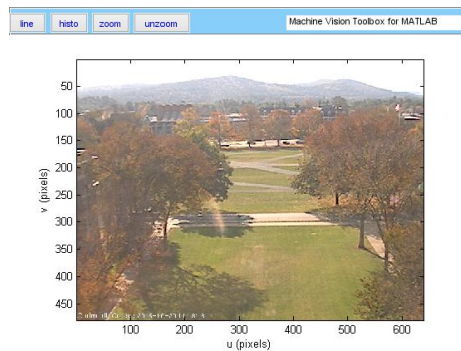 line histo zoom unzoom Machine Vision Toolbox for MATLAB
50
100
150
200
250
300
350
400
450
v (pixels)
100 200 300 400 500 600
u (pixels)